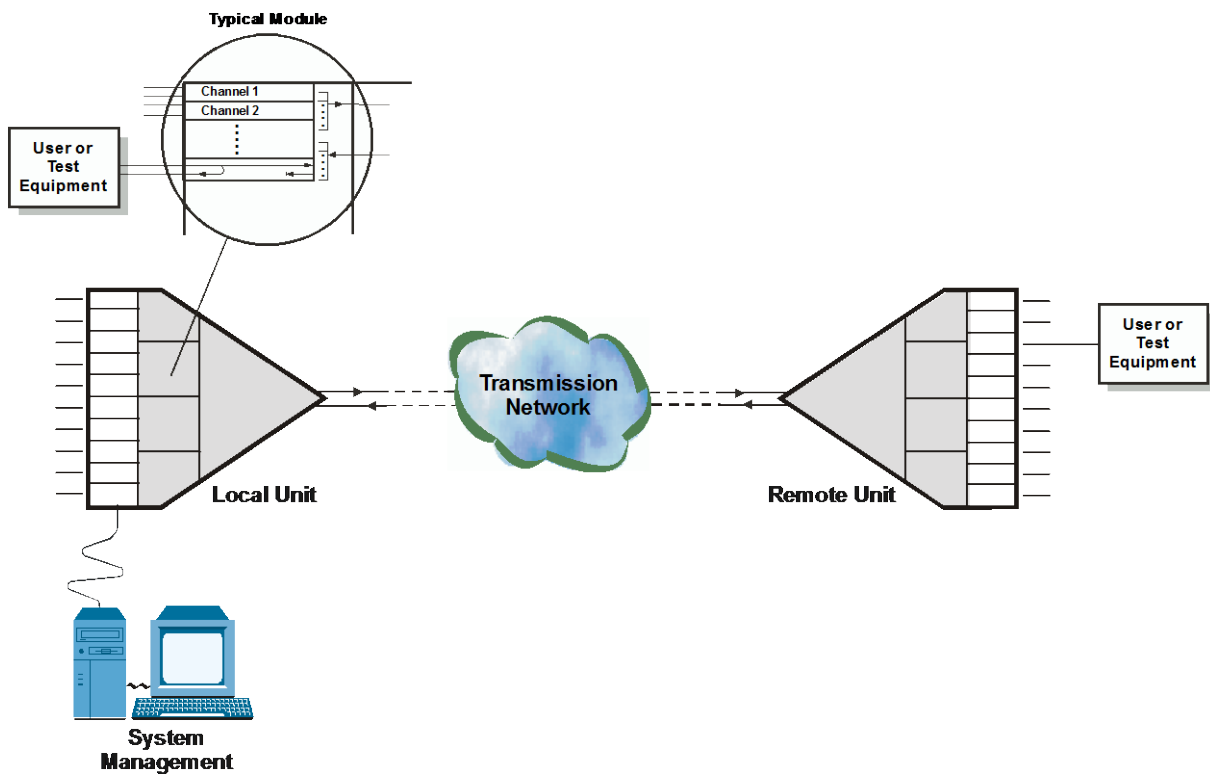 Typical Module
Channel 1
Channel 2
User or
Test
Equipment
User or
Test
Equipment
Transmission
Network
Local Unit
Remote Unit
System
Management